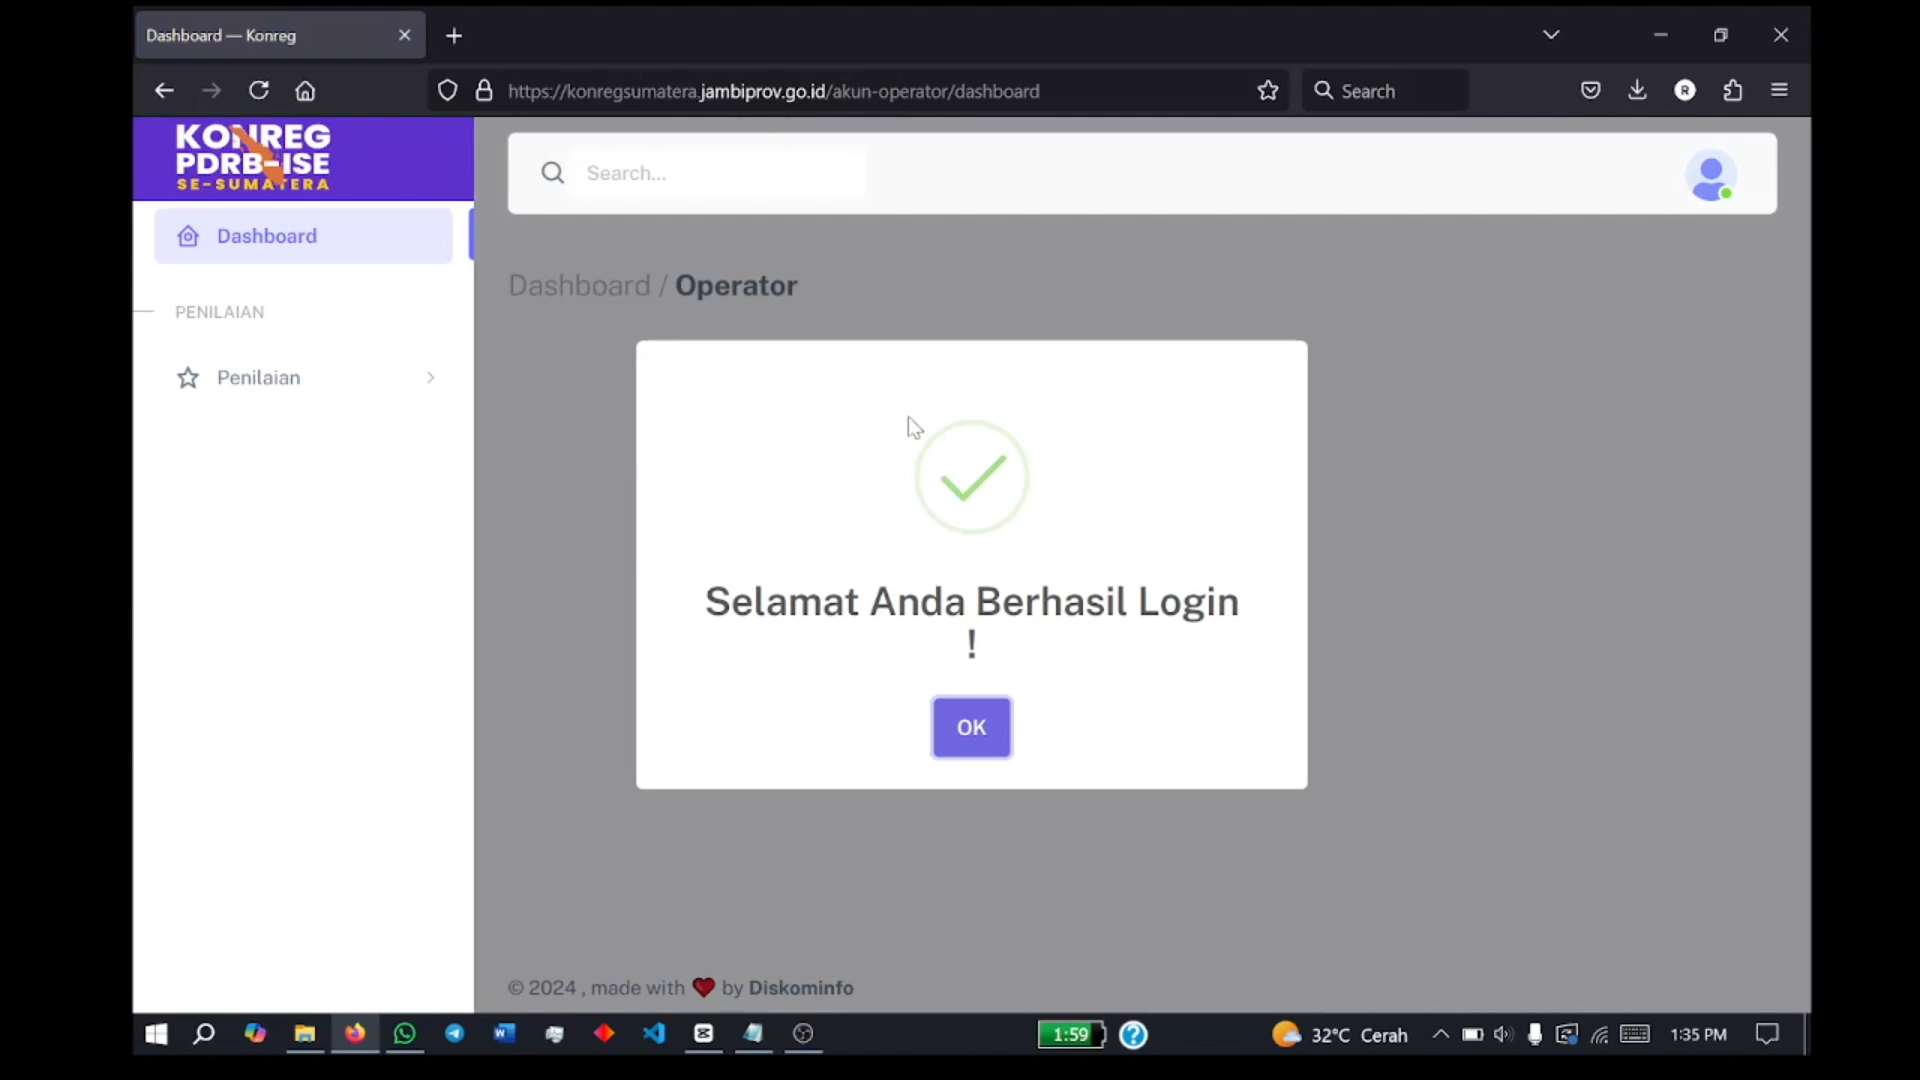 Dashboard — Konreg
https://konregsumatera.jambiprov.go.id/akun-operator/dashboard
Search
KONREG
PDRB-ISE
SE-SUMATERA
Search...
Dashboard
Dashboard / Operator
PENILAIAN
Penilaian
Selamat Anda Berhasil Login
!
OK
© 2024 , made with ❤️ by Diskominfo
1:59
32°C Cerah
1:35 PM